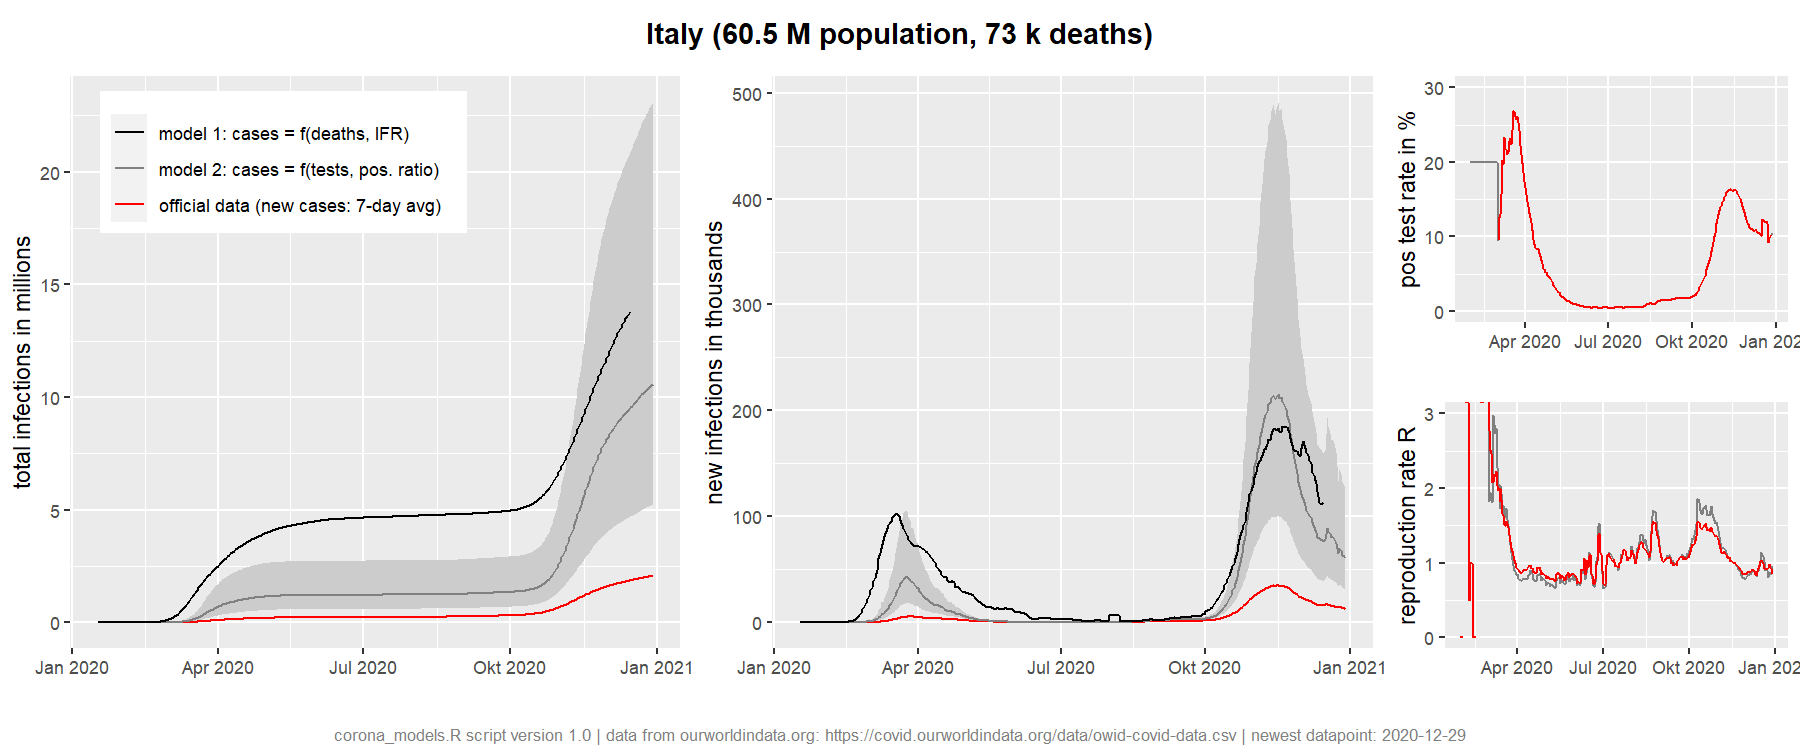 Italy (60.5 M population, 73 k deaths)
total infections in millions
20
15
10
5
0
Jan 2020
Apr 2020
Jul 2020
Okt 2020
Jan 2021
model 1: cases = f(deaths, IFR)
model 2: cases = f(tests, pos. ratio)
official data (new cases: 7-day avg)
new infections in thousands
500
400
300
200
100
0
Jan 2020
Apr 2020
Jul 2020
Okt 2020
Jan 2021
pos test rate in %
30
20
10
0
Apr 2020
Jul 2020
Okt 2020
Jan 202
reproduction rate R
3
2
1
0
Apr 2020
Jul 2020
Okt 2020
Jan 202
corona_models.R script version 1.0 | data from ourworldindata.org: https://covid.ourworldindata.org/data/owid-covid-data.csv | newest datapoint: 2020-12-29